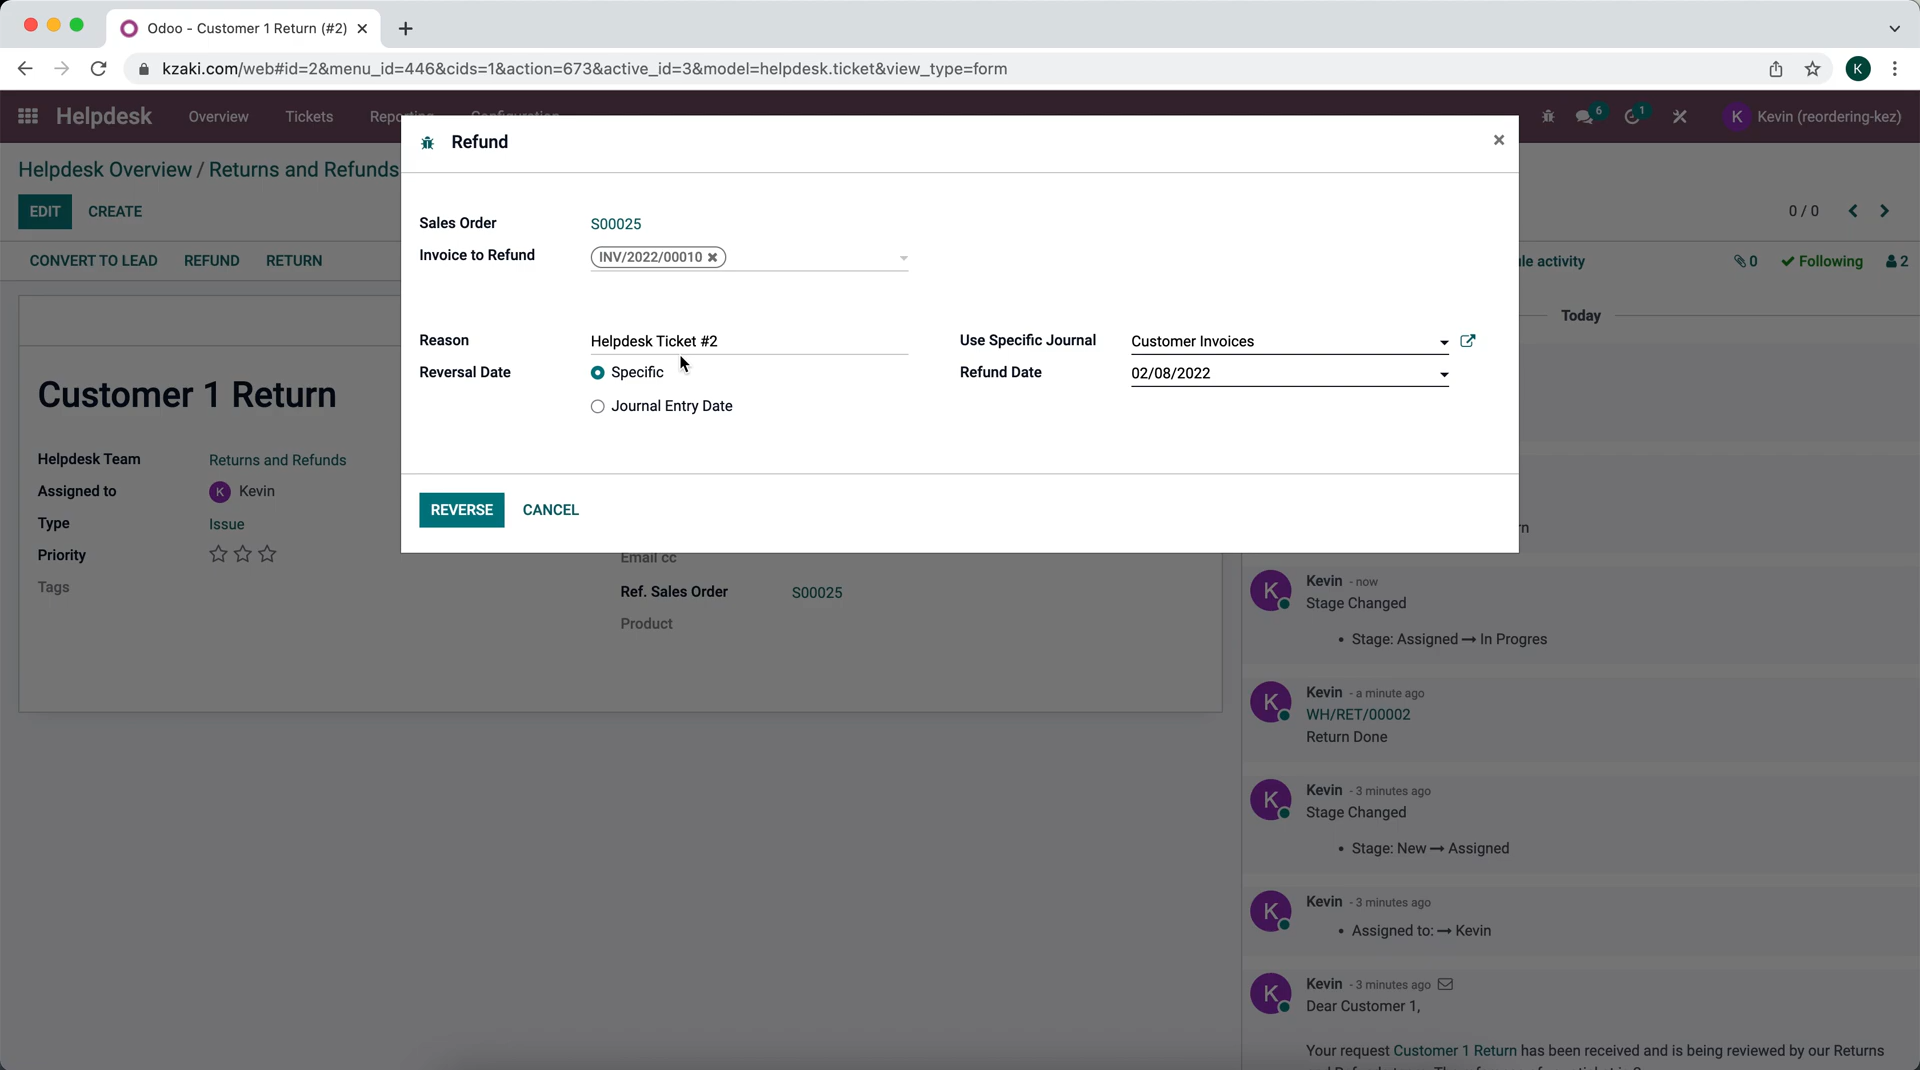 Odoo - Customer 1 Return (#2)
kzaki.com/web#id=2&menu_id=446&cids=1&action=673&active_id=3&model=helpdesk.ticket&view_type=form
K
Helpdesk Overview Tickets Reporting Configuration
6 1 K Kevin (reordering-kez)
Refund
Helpdesk Overview / Returns and Refunds
EDIT CREATE
0 / 0
CONVERT TO LEAD REFUND RETURN
ule activity 0 Following 2
Sales Order S00025
Invoice to Refund INV/2022/00010
Reason Helpdesk Ticket #2
Use Specific Journal Customer Invoices
Reversal Date Specific
Refund Date 02/08/2022
Journal Entry Date
REVERSE CANCEL
Customer 1 Return
Helpdesk Team Returns and Refunds
Assigned to K Kevin
Type Issue
Priority
Tags
Email cc
Ref. Sales Order S00025
Product
Today
rn
K Kevin - now
Stage Changed
• Stage: Assigned → In Progres
K Kevin - a minute ago
WH/RET/00002
Return Done
K Kevin - 3 minutes ago
Stage Changed
• Stage: New → Assigned
K Kevin - 3 minutes ago
• Assigned to: → Kevin
K Kevin - 3 minutes ago
Dear Customer 1,
Your request Customer 1 Return has been received and is being reviewed by our Returns